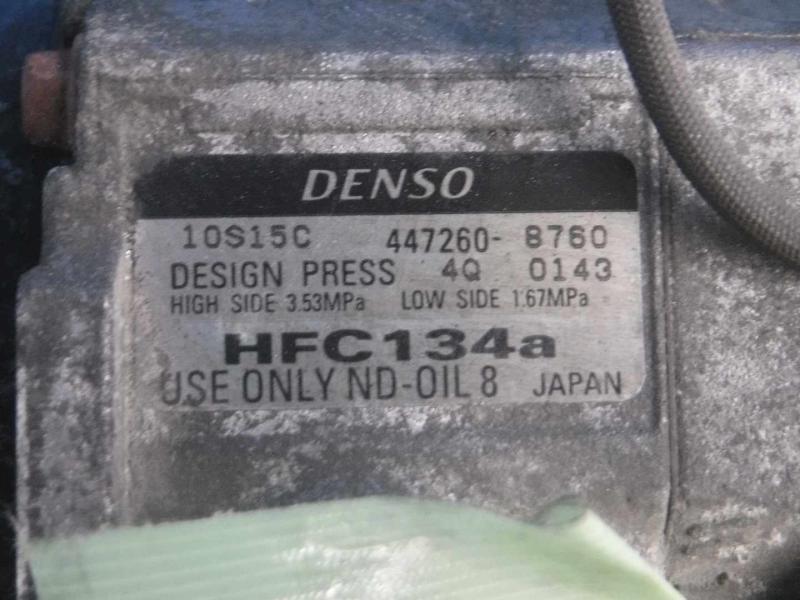 DENSO
10S15C 447260- 8760
DESIGN PRESS 4Q 0143
HIGH SIDE 3.53MPa LOW SIDE 1.67MPa
HFC134a
USE ONLY ND-OIL 8 JAPAN